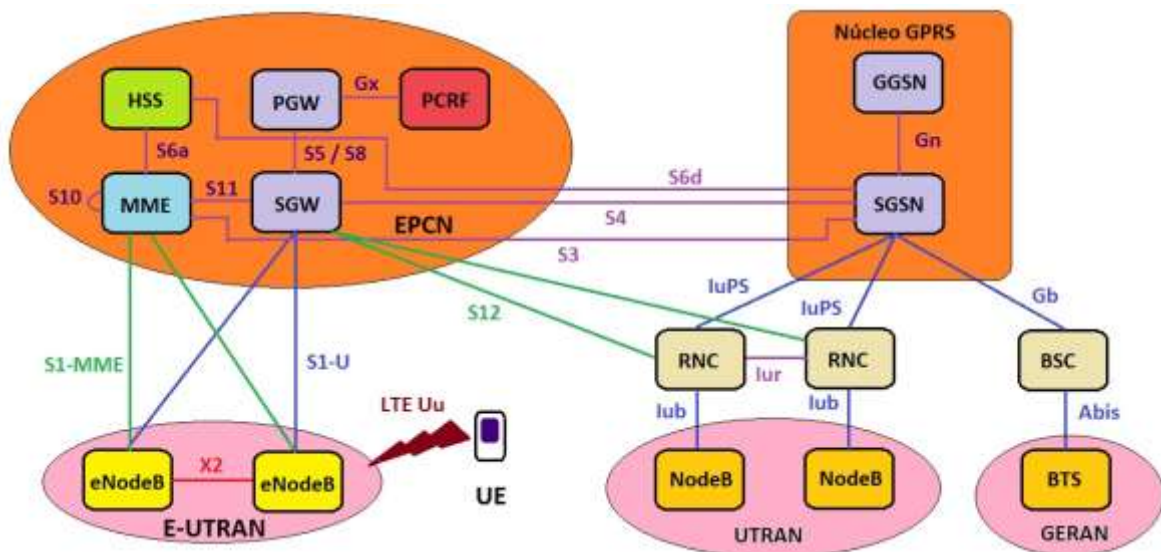 Núcleo GPRS
HSS
PGW
Gx
PCRF
GGSN
S6a
S5 / S8
Gn
S10
MME
S11
SGW
EPCN
S6d
S4
S3
SGSN
IuPS
IuPS
Gb
S12
S1-MME
S1-U
RNC
Iur
RNC
BSC
LTE Uu
Iub
Iub
Abis
eNodeB
X2
eNodeB
UE
NodeB
NodeB
BTS
E-UTRAN
UTRAN
GERAN